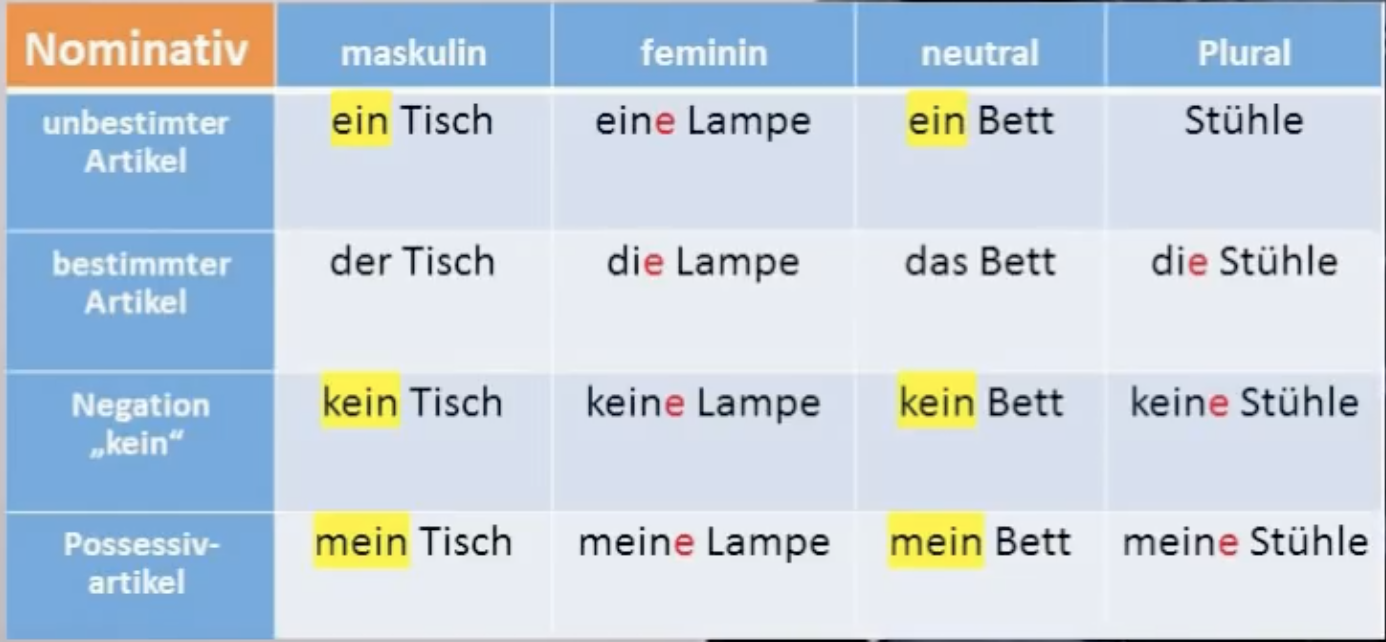 Nominativ maskulin feminin neutral Plural
unbestimter Artikel ein Tisch eine Lampe ein Bett Stühle
bestimmter Artikel der Tisch die Lampe das Bett die Stühle
Negation „kein“ kein Tisch keine Lampe kein Bett keine Stühle
Possessiv-
artikel mein Tisch meine Lampe mein Bett meine Stühle